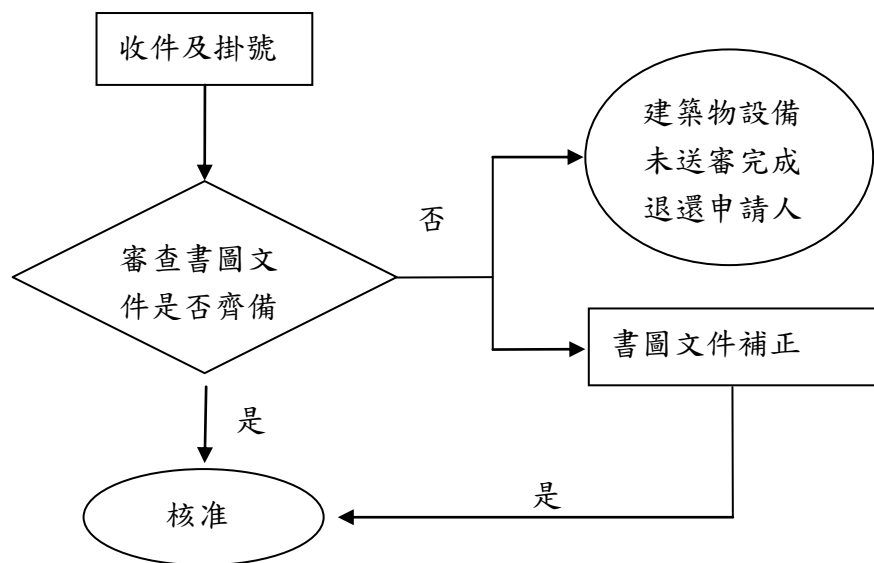 收件及掛號
建築物設備
未送審完成
退還申請人
否
審查書圖文
件是否齊備
書圖文件補正
是
是
核准